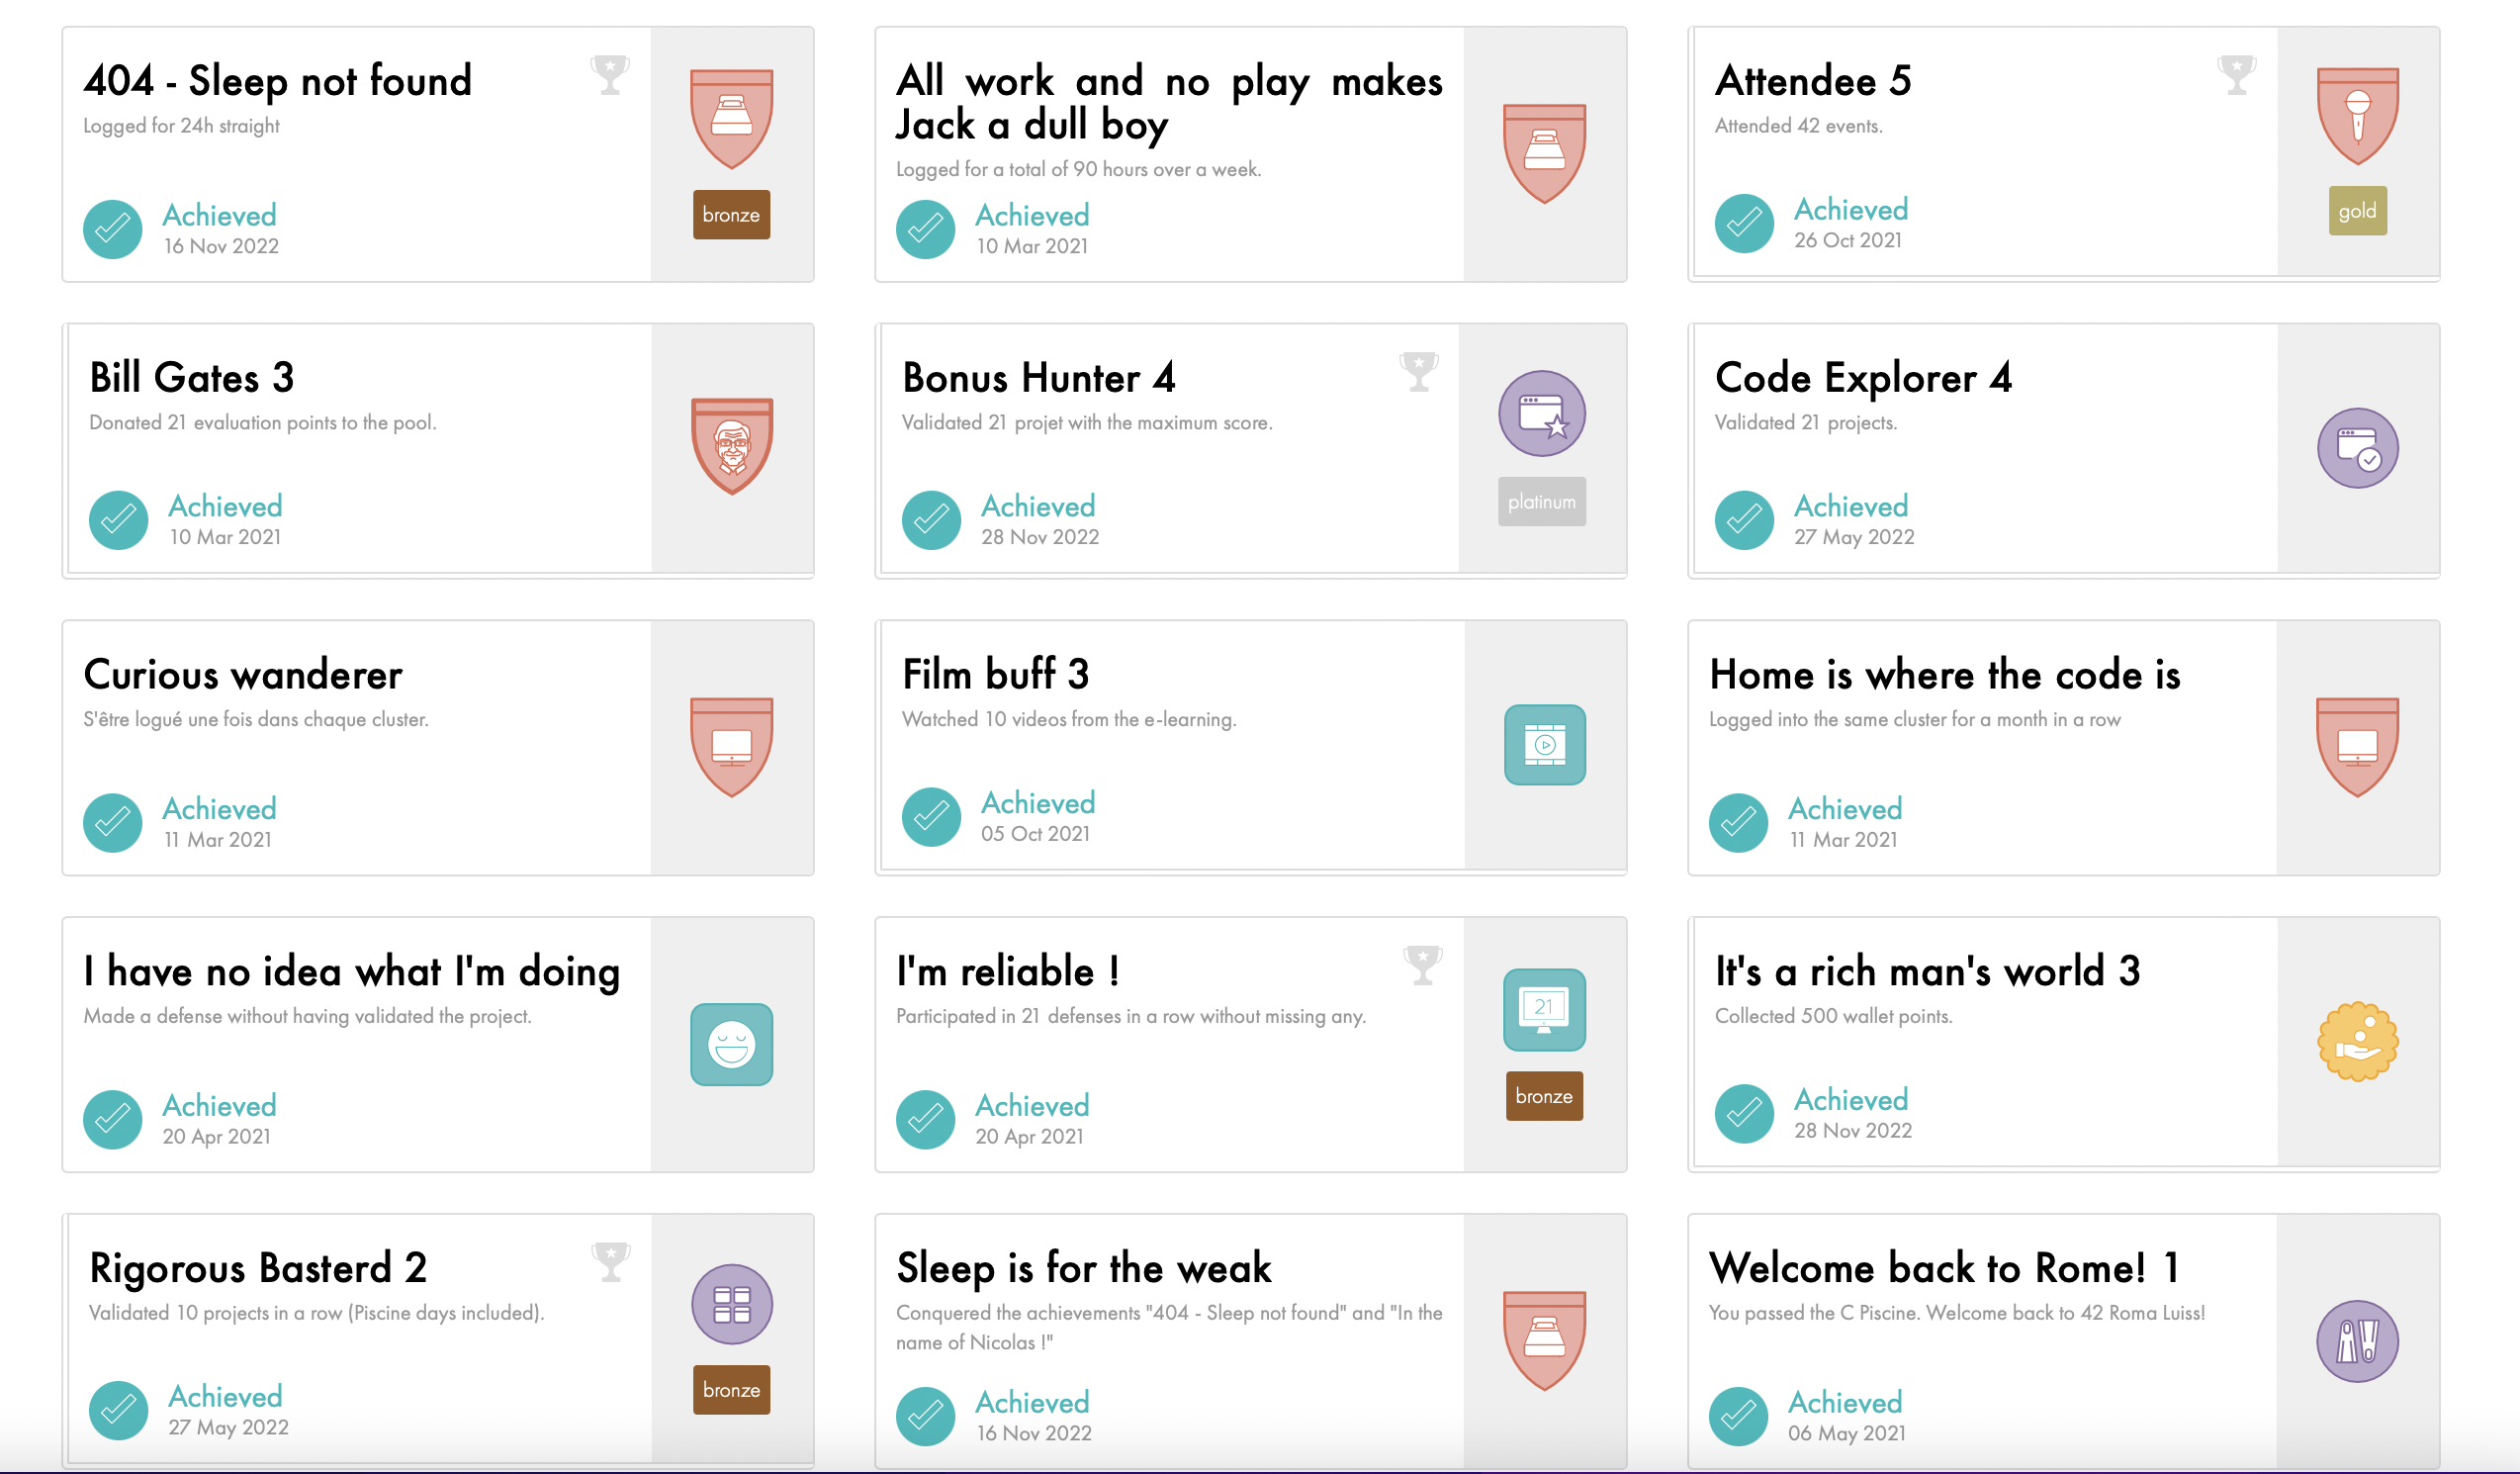 404 - Sleep not found
Logged for 24h straight
Achieved
16 Nov 2022
bronze
All work and no play makes
Jack a dull boy
Logged for a total of 90 hours over a week.
Achieved
10 Mar 2021
Attendee 5
Attended 42 events.
Achieved
26 Oct 2021
gold
Bill Gates 3
Donated 21 evaluation points to the pool.
Achieved
10 Mar 2021
Bonus Hunter 4
Validated 21 projet with the maximum score.
Achieved
28 Nov 2022
platinum
Code Explorer 4
Validated 21 projects.
Achieved
27 May 2022
Curious wanderer
S'être logué une fois dans chaque cluster.
Achieved
11 Mar 2021
Film buff 3
Watched 10 videos from the e-learning.
Achieved
05 Oct 2021
Home is where the code is
Logged into the same cluster for a month in a row
Achieved
11 Mar 2021
I have no idea what I'm doing
Made a defense without having validated the project.
Achieved
20 Apr 2021
I'm reliable !
Participated in 21 defenses in a row without missing any.
Achieved
20 Apr 2021
21
bronze
It's a rich man's world 3
Collected 500 wallet points.
Achieved
28 Nov 2022
Rigorous Basterd 2
Validated 10 projects in a row (Piscine days included).
Achieved
27 May 2022
bronze
Sleep is for the weak
Conquered the achievements "404 - Sleep not found" and "In the
name of Nicolas !"
Achieved
16 Nov 2022
Welcome back to Rome! 1
You passed the C Piscine. Welcome back to 42 Roma Luiss!
Achieved
06 May 2021